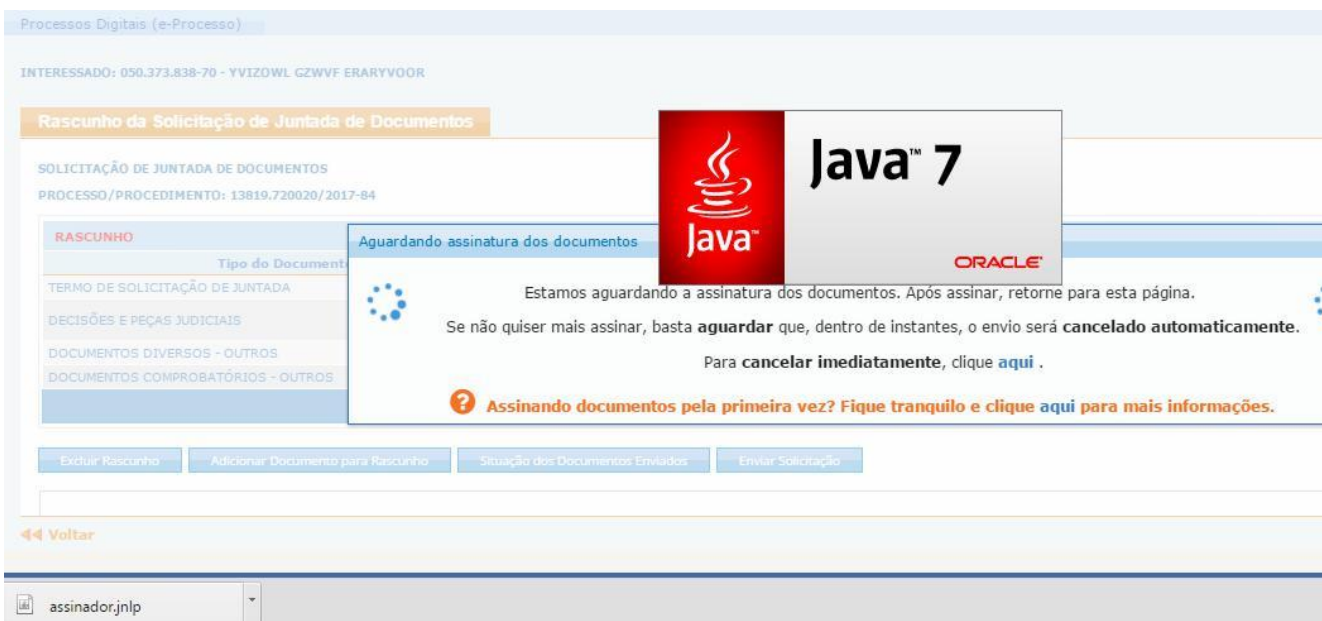 Processos Digitais (e-Processo)
INTERESSADO: 050.373.838-70 - YVIZOWL GZWVF ERARYVOOR
Rascunho da Solicitação de Juntada de Documentos
SOLICITAÇÃO DE JUNTADA DE DOCUMENTOS
PROCESSO/PROCEDIMENTO: 13819.720020/2017-84
Java™ 7
Java™
ORACLE
RASCUNHO
Tipo do Document
TERMO DE SOLICITAÇÃO DE JUNTADA
DECISÕES E PEÇAS JUDICIAIS
DOCUMENTOS DIVERSOS - OUTROS
DOCUMENTOS COMPROBATÓRIOS - OUTROS
Aguardando assinatura dos documentos
Estamos aguardando a assinatura dos documentos. Após assinar, retorne para esta página.
Se não quiser mais assinar, basta aguardar que, dentro de instantes, o envio será cancelado automaticamente.
Para cancelar imediatamente, clique aqui .
? Assinando documentos pela primeira vez? Fique tranquilo e clique aqui para mais informações.
Excluir Rascunho Adicionar Documento para Rascunho Situação dos Documentos Enviados Enviar Solicitação
Voltar
assinador.jnlp